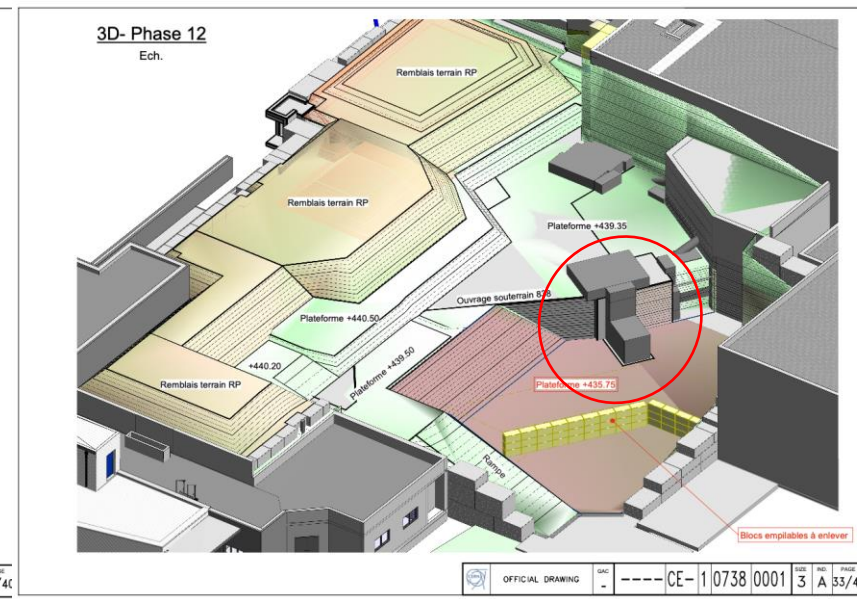 3D- Phase 12
Ech.
Remblais terrain RP
Remblais terrain RP
Plateforme +439.35
Ouvrage souterrain 878
Plateforme +440.50
+440.20
Plateforme +439.50
Remblais terrain RP
Plateforme +435.75
Rampe
Blocs empilables à enlever
OFFICIAL DRAWING
QAC
-
----CE-1 0738 0001
SIZE
3
IND.
A
PAGE
33/4